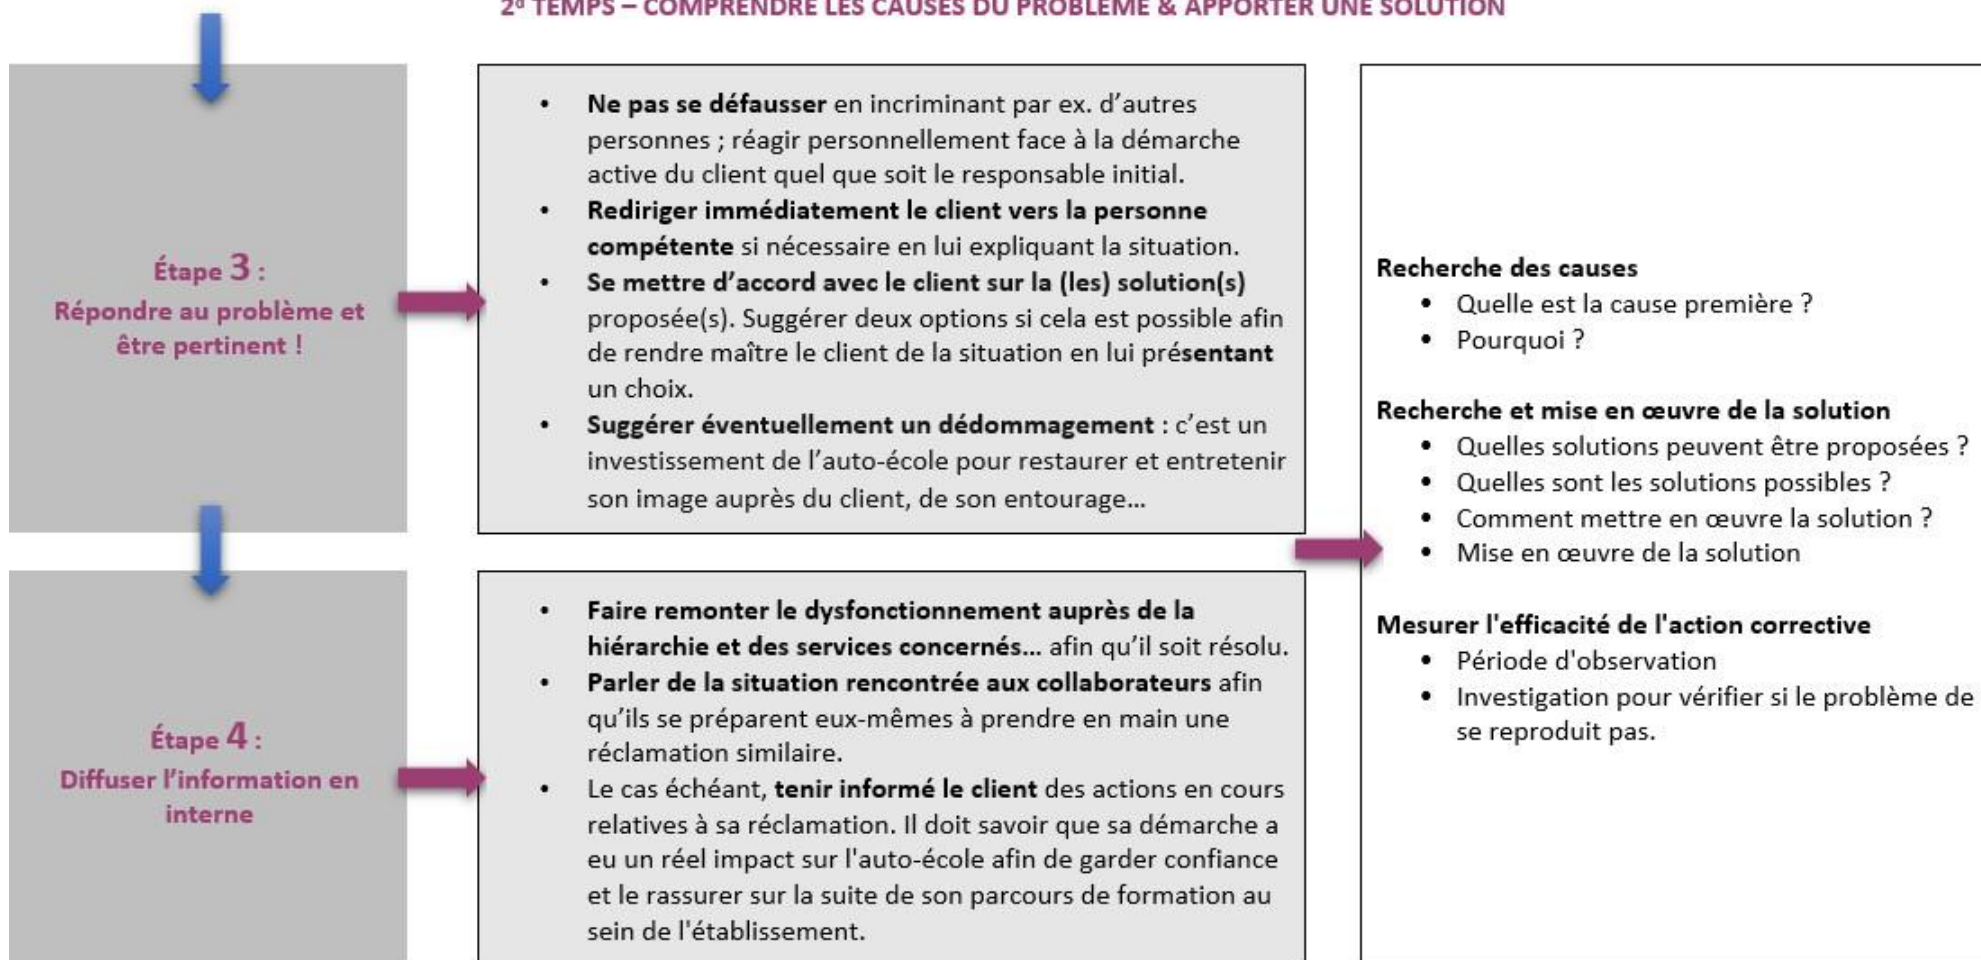 2ᵈ TEMPS – COMPRENDRE LES CAUSES DU PROBLÈME & APPORTER UNE SOLUTION
Étape 3 :
Répondre au problème et
être pertinent !
• Ne pas se défausser en incriminant par ex. d’autres
personnes ; réagir personnellement face à la démarche
active du client quel que soit le responsable initial.
• Rediriger immédiatement le client vers la personne
compétente si nécessaire en lui expliquant la situation.
• Se mettre d’accord avec le client sur la (les) solution(s)
proposée(s). Suggérer deux options si cela est possible afin
de rendre maître le client de la situation en lui présentant
un choix.
• Suggérer éventuellement un dédommagement : c’est un
investissement de l’auto-école pour restaurer et entretenir
son image auprès du client, de son entourage…
Étape 4 :
Diffuser l’information en
interne
• Faire remonter le dysfonctionnement auprès de la
hiérarchie et des services concernés… afin qu’il soit résolu.
• Parler de la situation rencontrée aux collaborateurs afin
qu’ils se préparent eux-mêmes à prendre en main une
réclamation similaire.
• Le cas échéant, tenir informé le client des actions en cours
relatives à sa réclamation. Il doit savoir que sa démarche a
eu un réel impact sur l'auto-école afin de garder confiance
et le rassurer sur la suite de son parcours de formation au
sein de l'établissement.
Recherche des causes
• Quelle est la cause première ?
• Pourquoi ?
Recherche et mise en œuvre de la solution
• Quelles solutions peuvent être proposées ?
• Quelles sont les solutions possibles ?
• Comment mettre en œuvre la solution ?
• Mise en œuvre de la solution
Mesurer l'efficacité de l'action corrective
• Période d'observation
• Investigation pour vérifier si le problème de
se reproduit pas.